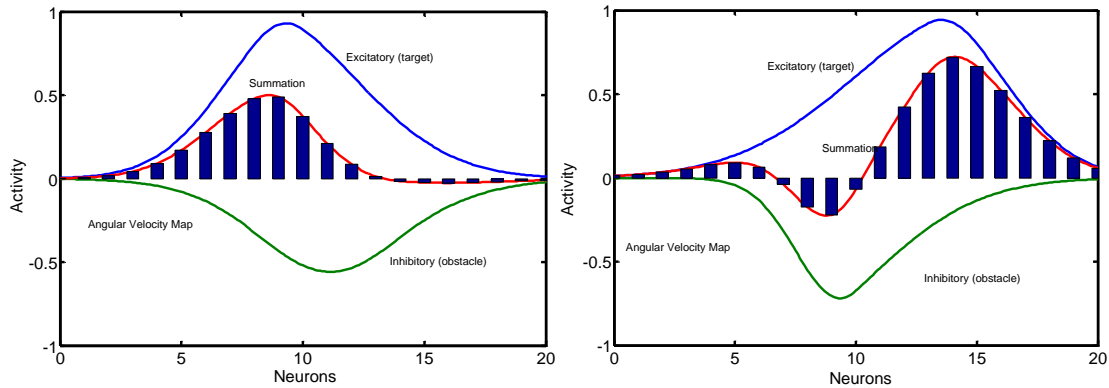 1
0.5
0
-0.5
-1
Activity
Excitatory (target)
Summation
Angular Velocity Map
Inhibitory (obstacle)
0 5 10 15 20
Neurons
1
0.5
0
-0.5
-1
Activity
Excitatory (target)
Summation
Angular Velocity Map
Inhibitory (obstacle)
0 5 10 15 20
Neurons